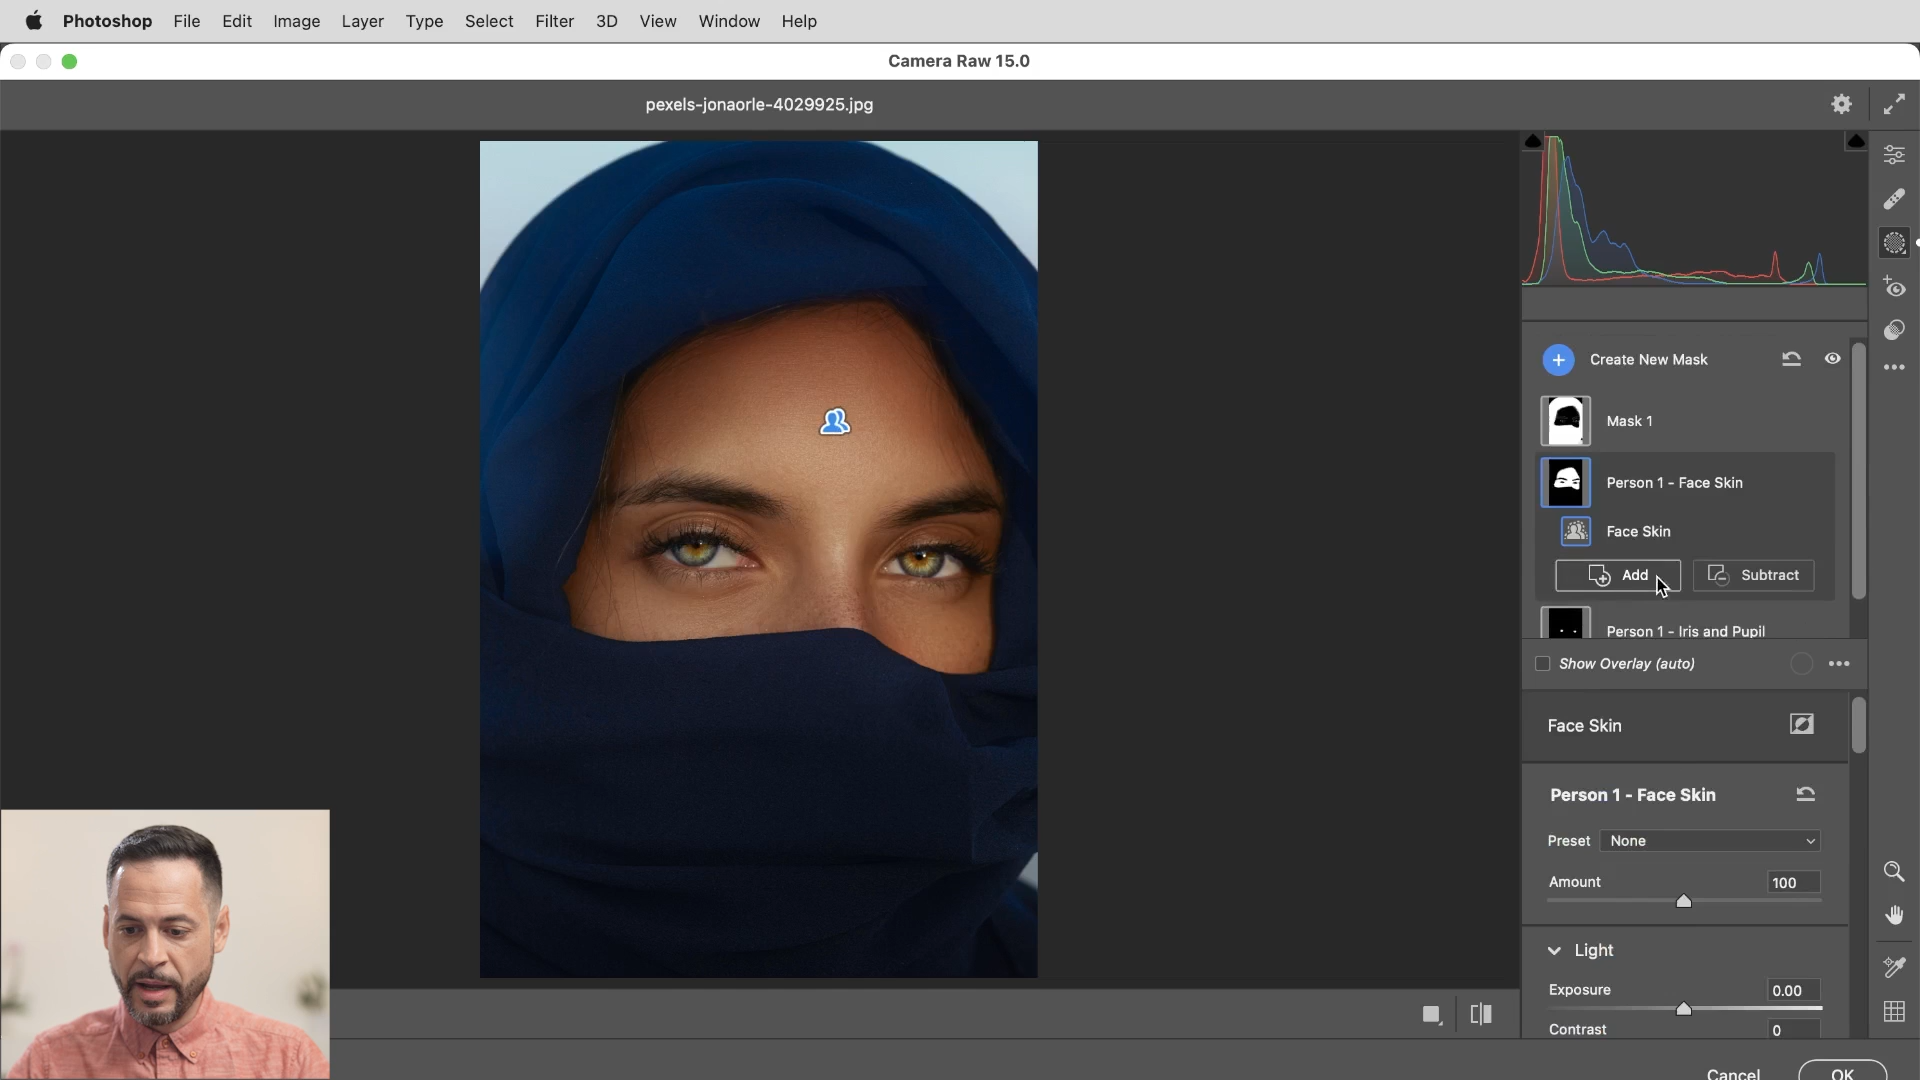 Photoshop File Edit Image Layer Type Select Filter 3D View Window Help
Camera Raw 15.0
pexels-jonaorle-4029925.jpg
Create New Mask
Mask 1
Person 1 - Face Skin
Face Skin
Add Subtract
Person 1 - Iris and Pupil
Show Overlay (auto)
Face Skin
Person 1 - Face Skin
Preset None
Amount 100
Light
Exposure 0.00
Contrast 0
Cancel OK